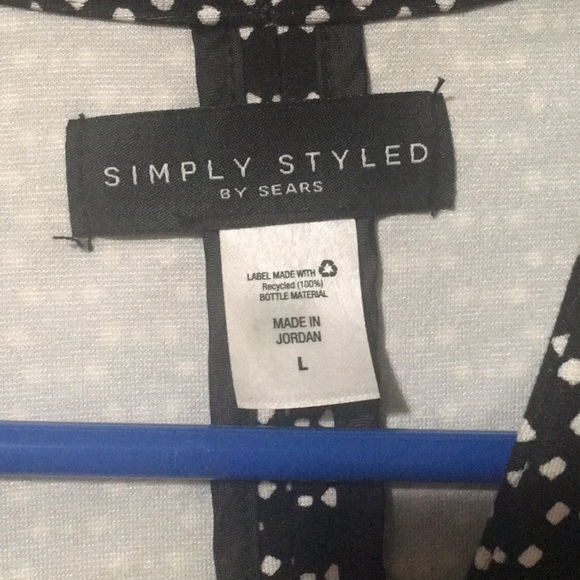 SIMPLY STYLED
BY SEARS
LABEL MADE WITH
Recycled (100%)
BOTTLE MATERIAL
MADE IN
JORDAN
L